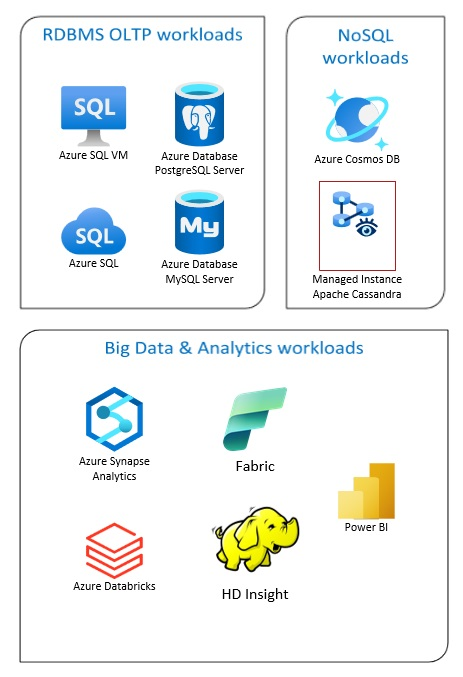 RDBMS OLTP workloads
SQL
Azure SQL VM
Azure Database
PostgreSQL Server
SQL
Azure SQL
My
Azure Database
MySQL Server
NoSQL
workloads
Azure Cosmos DB
Managed Instance
Apache Cassandra
Big Data & Analytics workloads
Azure Synapse
Analytics
Fabric
Power BI
Azure Databricks
HD Insight